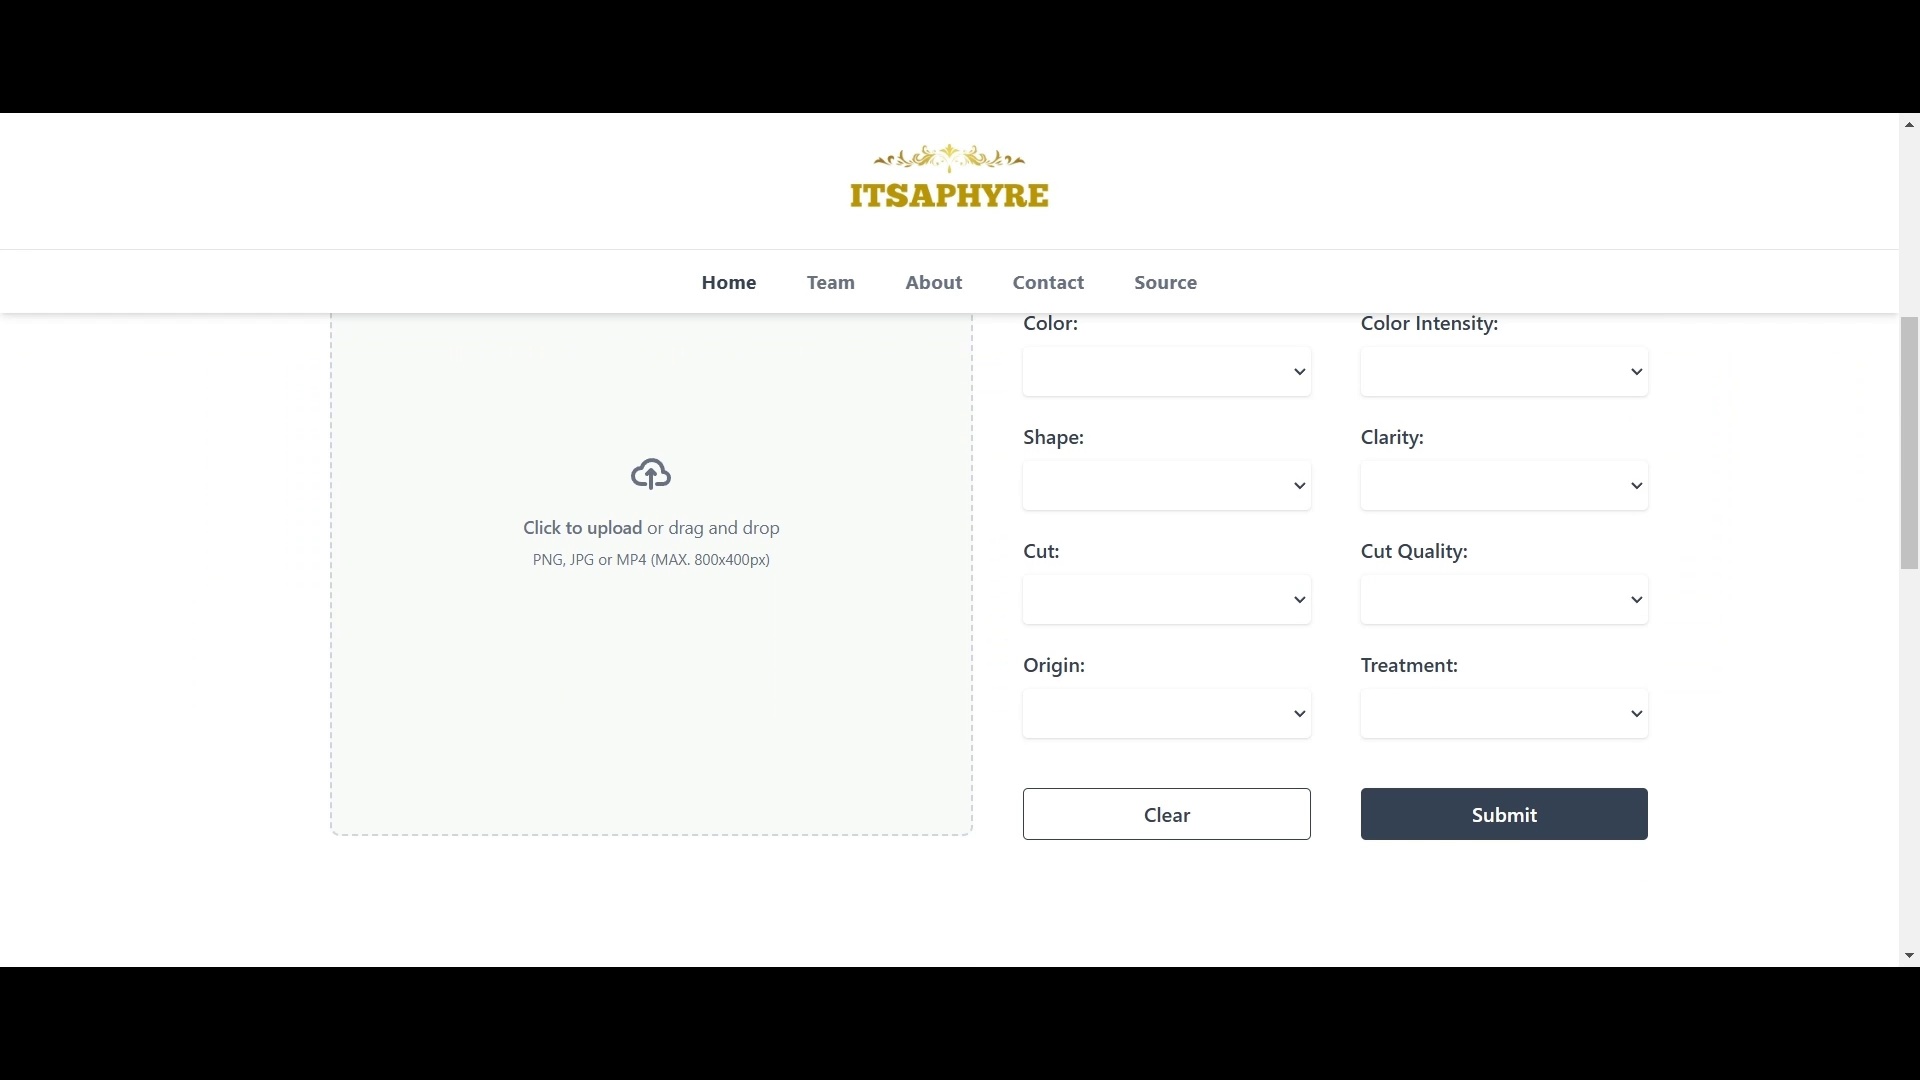 ITSAPHYRE
Home Team About Contact Source
Click to upload or drag and drop
PNG, JPG or MP4 (MAX. 800x400px)
Color: Color Intensity:
Shape: Clarity:
Cut: Cut Quality:
Origin: Treatment:
Clear Submit